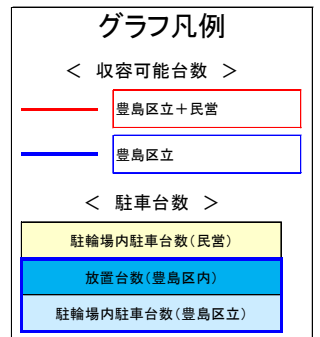 グラフ凡例
＜ 収容可能台数 ＞
豊島区立＋民営
豊島区立
＜ 駐車台数 ＞
駐輪場内駐車台数(民営)
放置台数(豊島区内)
駐輪場内駐車台数(豊島区立)